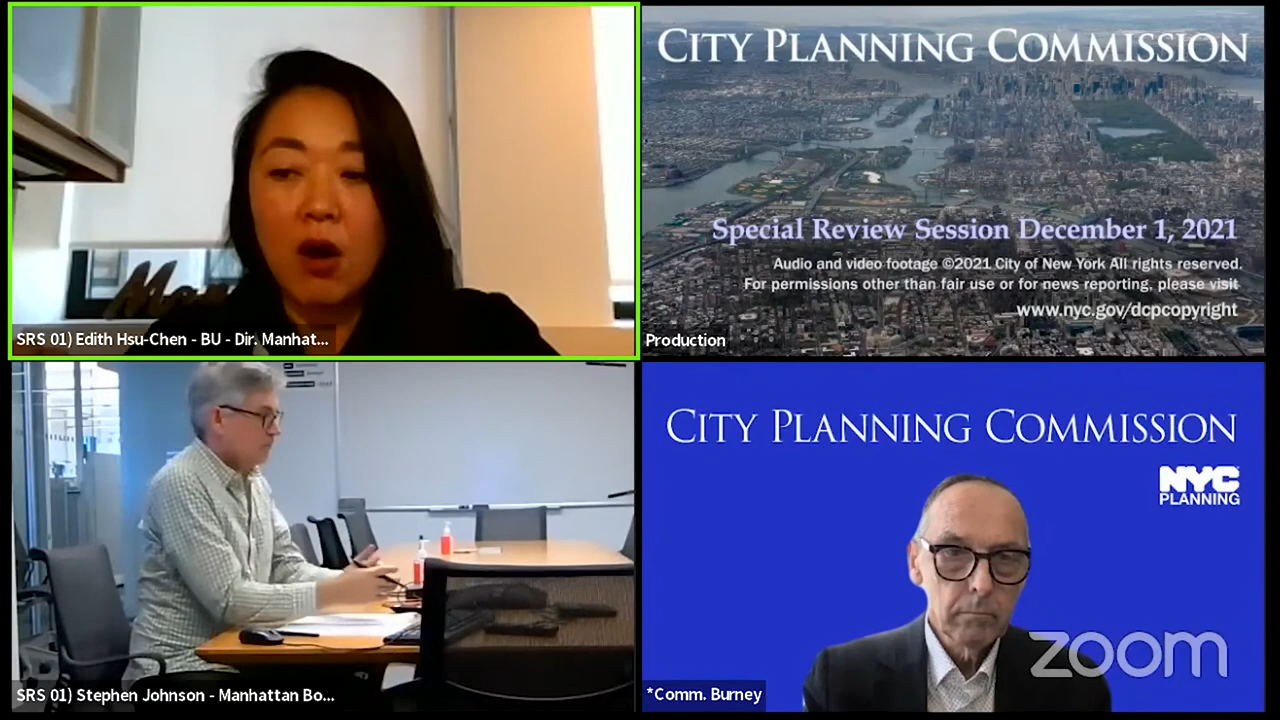 CITY PLANNING COMMISSION
Special Review Session December 1, 2021
Audio and video footage ©2021 City of New York All rights reserved.
For permissions other than fair use or for news reporting, please visit
www.nyc.gov/dcpcopyright
SRS 01) Edith Hsu-Chen - BU - Dir. Manhat...
Production
CITY PLANNING COMMISSION
NYC
PLANNING
zoom
SRS 01) Stephen Johnson - Manhattan Bo...
*Comm. Burney